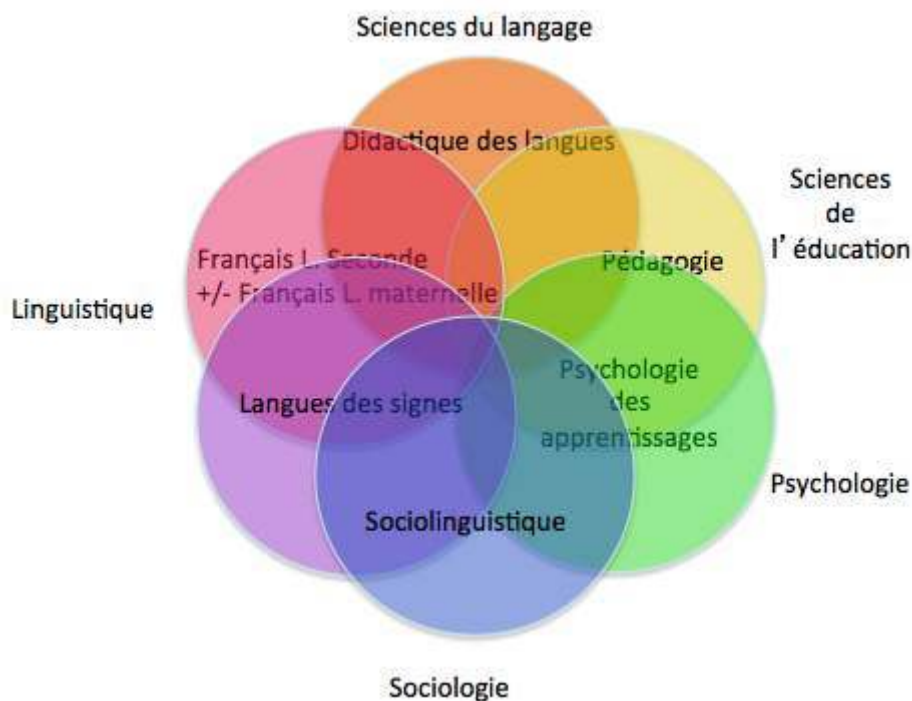 Sciences du langage
Didactique des langues
Sciences
de
l' éducation
Pédagogie
Français L. Seconde
+/- Français L. maternelle
Linguistique
Psychologie
des
apprentissages
Langues des signes
Psychologie
Sociolinguistique
Sociologie